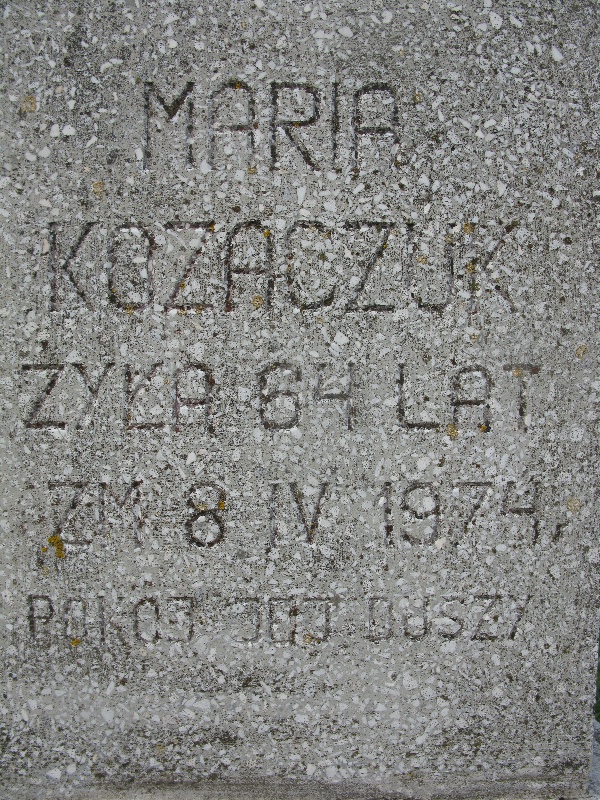 MARIA
KOZACZUK
ŻYŁA 64 LAT
ZM 8 IV 1974,
POKÓJ JEJ DUSZY